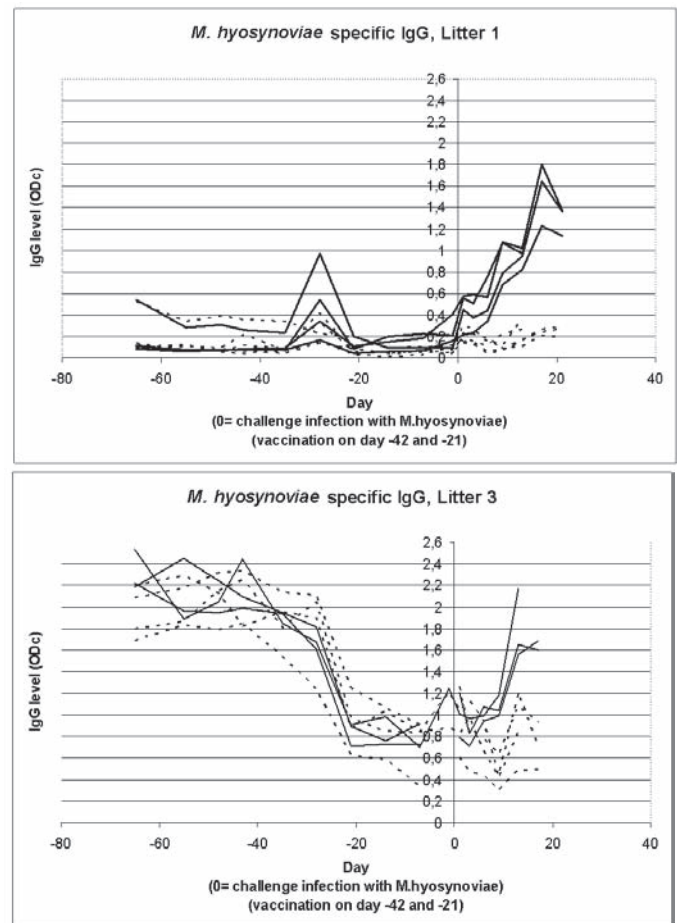 M. hyosynoviae specific IgG, Litter 1
IgG level (ODc)
2,6
2,4
2,2
2
1,8
1,6
1,4
1,2
1
0,8
0,6
0,4
0,2
0
-80 -60 -40 -20 0 20 40
Day
(0= challenge infection with M.hyosynoviae)
(vaccination on day -42 and -21)
M. hyosynoviae specific IgG, Litter 3
IgG level (ODc)
2,6
2,4
2,2
2
1,8
1,6
1,4
1,2
1
0,8
0,6
0,4
0,2
0
-80 -60 -40 -20 0 20 40
Day
(0= challenge infection with M.hyosynoviae)
(vaccination on day -42 and -21)